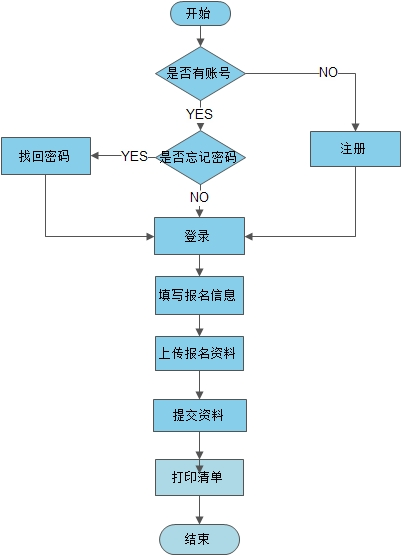 开始
是否有账号
NO
YES
注册
找回密码
YES
是否忘记密码
NO
登录
填写报名信息
上传报名资料
提交资料
打印清单
结束